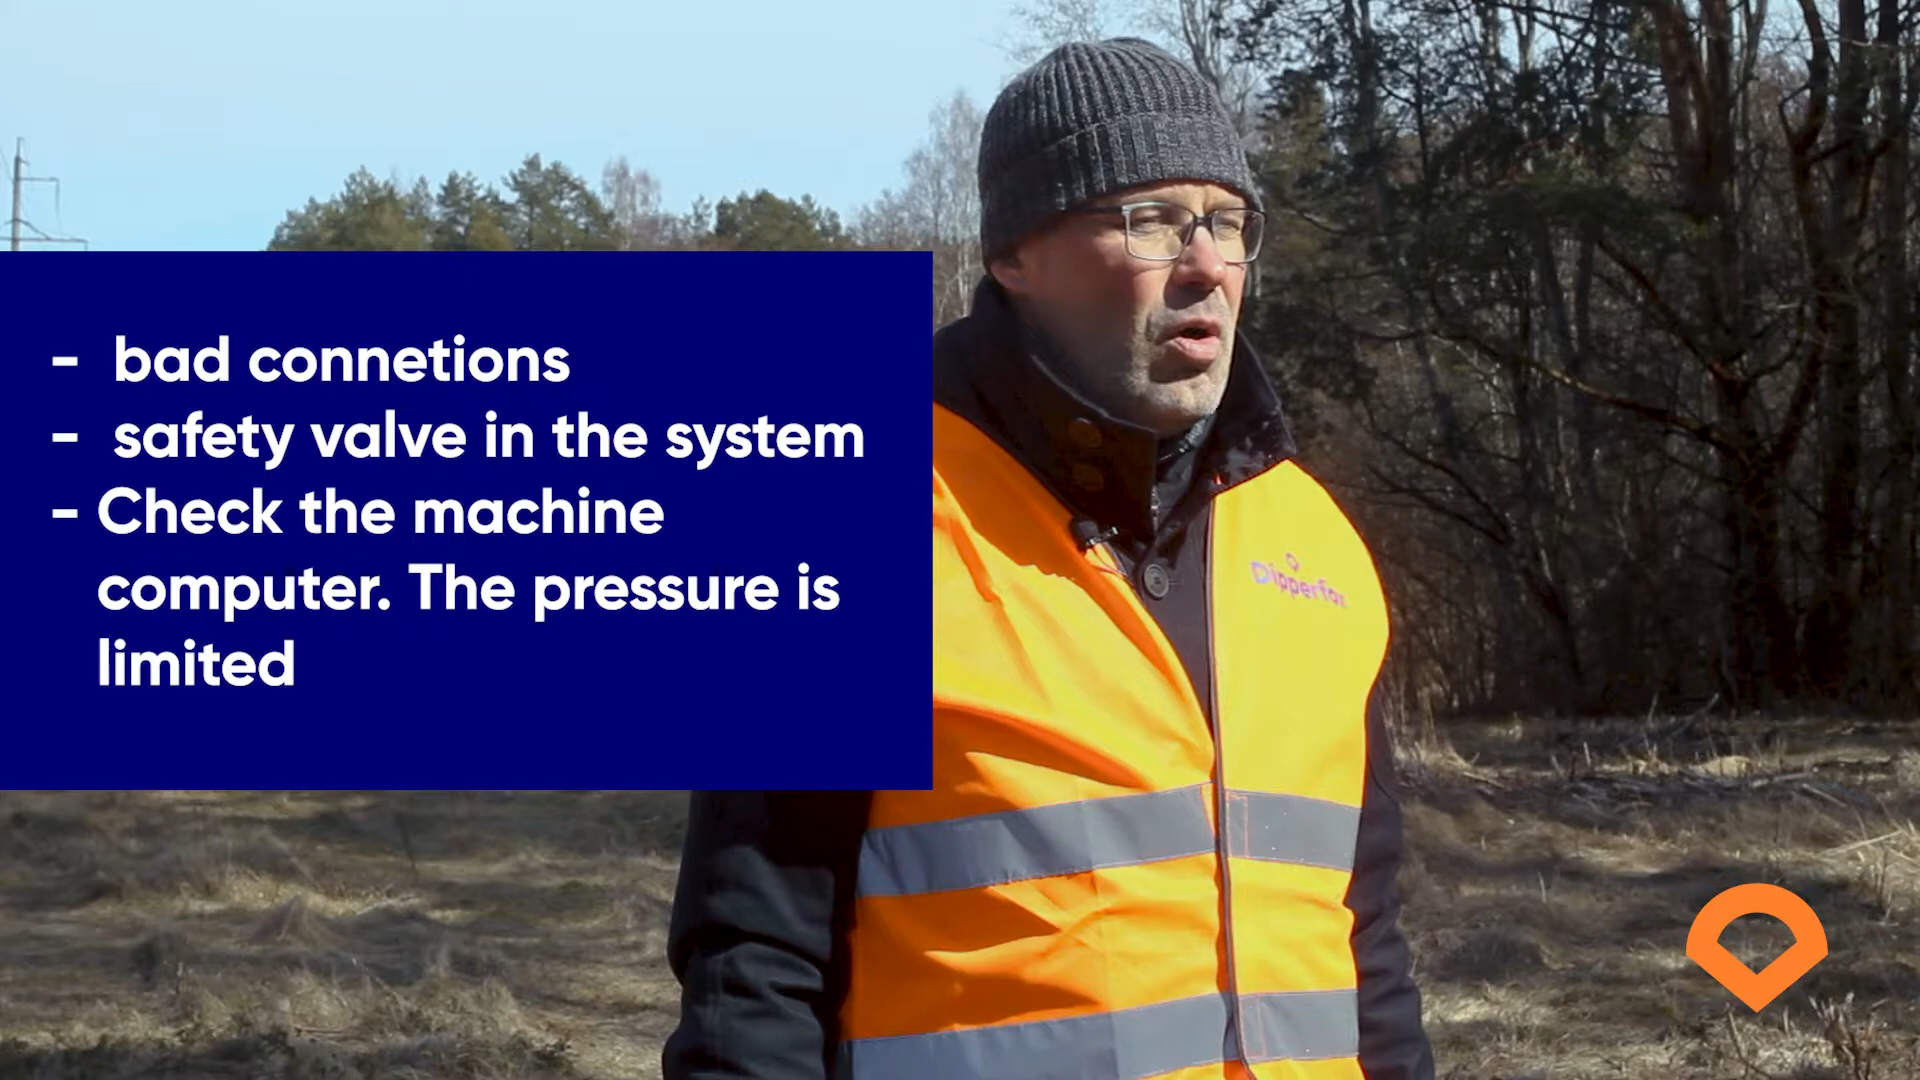 - bad connetions
- safety valve in the system
- Check the machine
computer. The pressure is
limited
Dipperfox